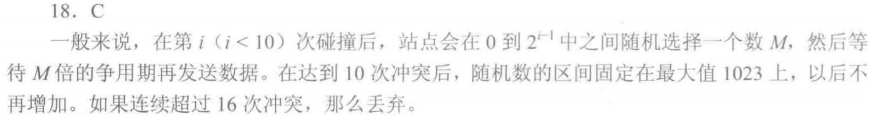 18. C
一般来说，在第 i（i < 10）次碰撞后，站点会在 0 到 2^{i-1} 中之间随机选择一个数 M，然后等
待 M 倍的争用期再发送数据。在达到 10 次冲突后，随机数的区间固定在最大值 1023 上，以后不
再增加。如果连续超过 16 次冲突，那么丢弃。